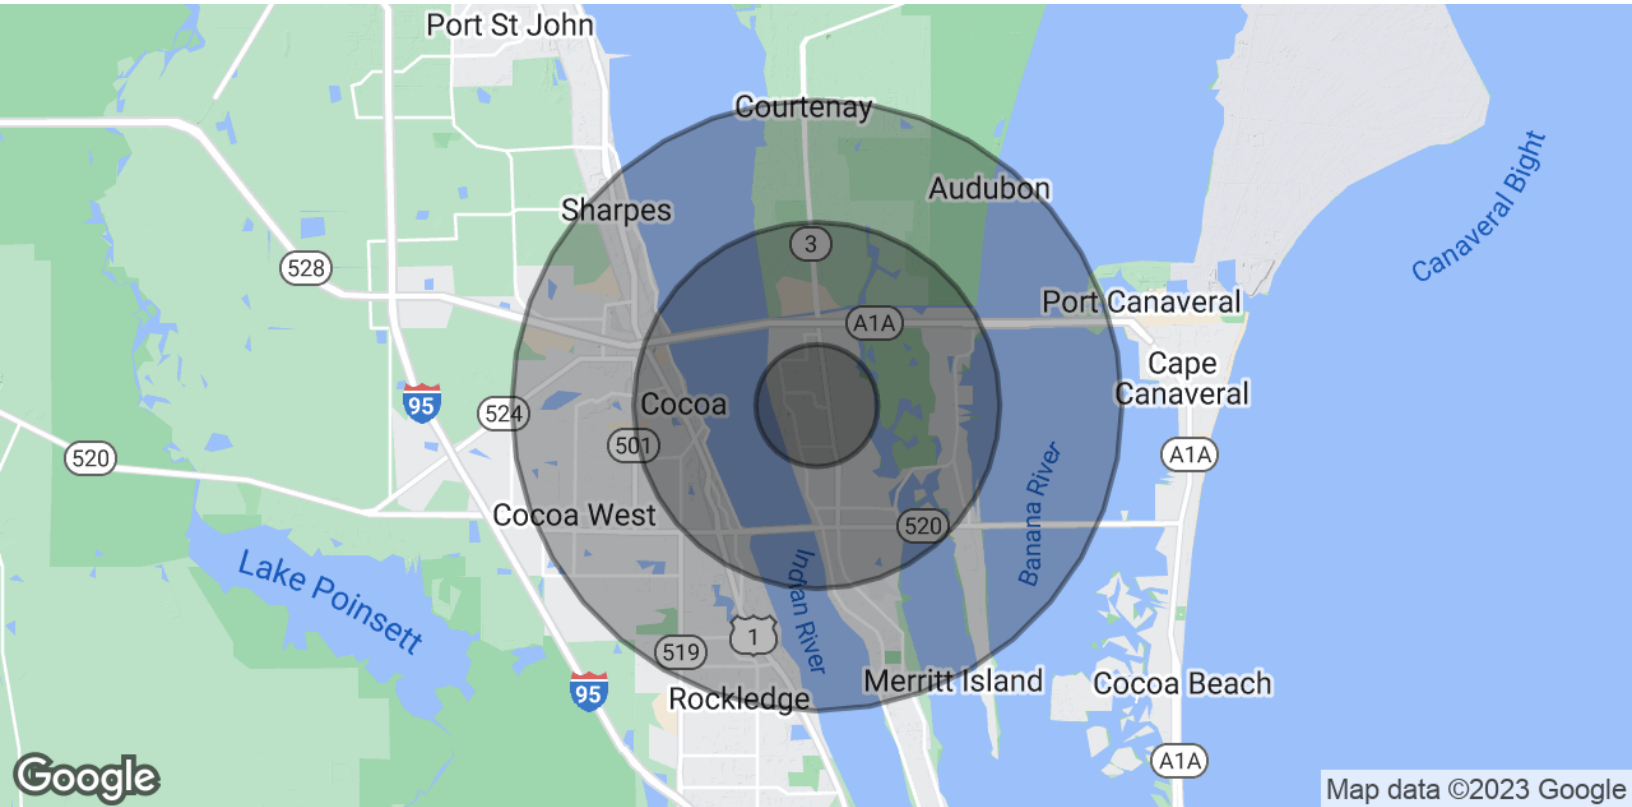 Port St John
Courtenay
Audubon
Sharpes
3
528
Canaveral Bight
Port Canaveral
A1A
Cape
Canaveral
95
524
Cocoa
501
520
A1A
Cocoa West
520
Banana River
Lake Poinsett
Indian River
1
519
95
Rockledge
Merritt Island
Cocoa Beach
A1A
Google
Map data ©2023 Google